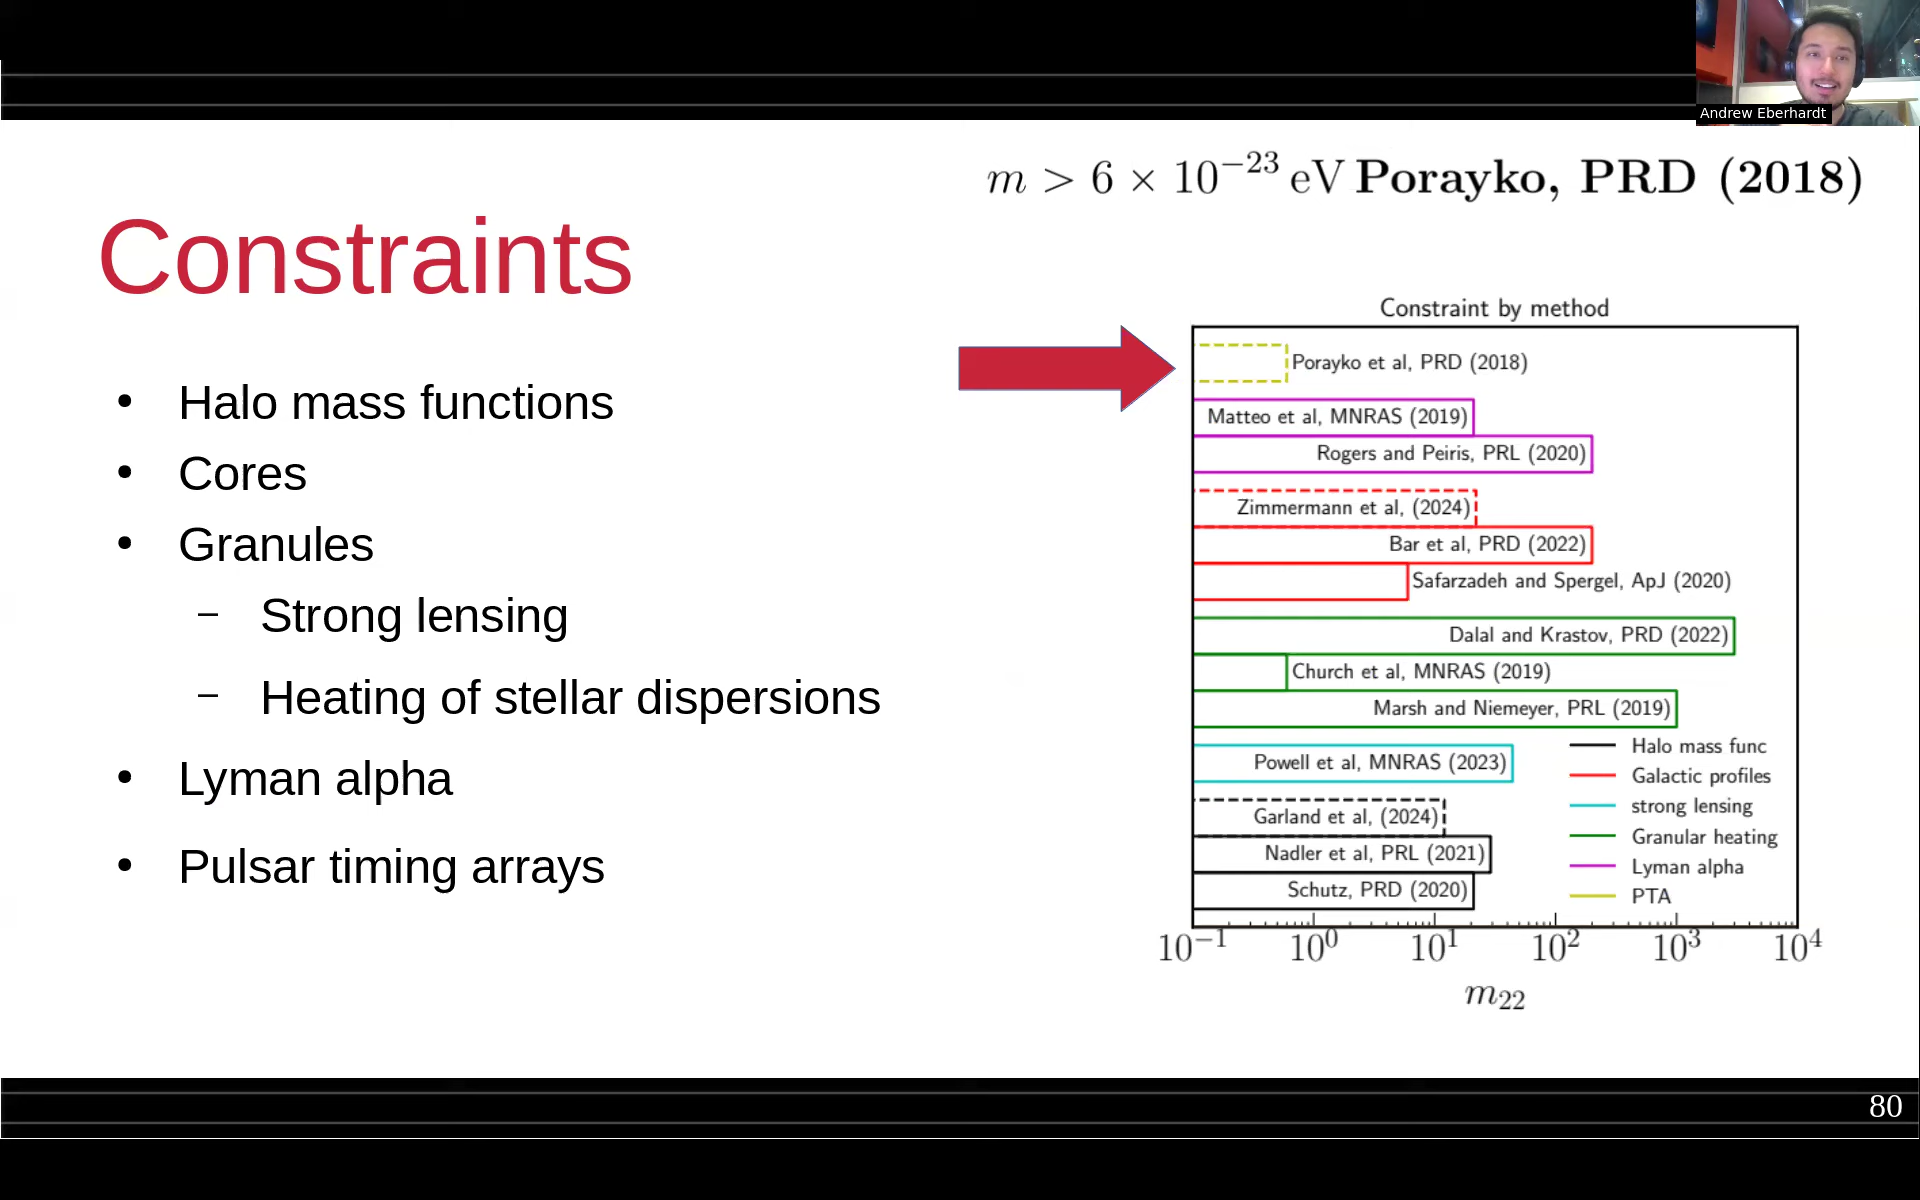 Andrew Eberhardt
m > 6 × 10⁻²³ eV Porayko, PRD (2018)
Constraints
• Halo mass functions
• Cores
• Granules
– Strong lensing
– Heating of stellar dispersions
• Lyman alpha
• Pulsar timing arrays
Constraint by method
Porayko et al, PRD (2018)
Matteo et al, MNRAS (2019)
Rogers and Peiris, PRL (2020)
Zimmermann et al, (2024)
Bar et al, PRD (2022)
Safarzadeh and Spergel, ApJ (2020)
Dalal and Krastov, PRD (2022)
Church et al, MNRAS (2019)
Marsh and Niemeyer, PRL (2019)
Powell et al, MNRAS (2023)
Garland et al, (2024)
Nadler et al, PRL (2021)
Schutz, PRD (2020)
Halo mass func
Galactic profiles
strong lensing
Granular heating
Lyman alpha
PTA
10⁻¹ 10⁰ 10¹ 10² 10³ 10⁴
m₂₂
80